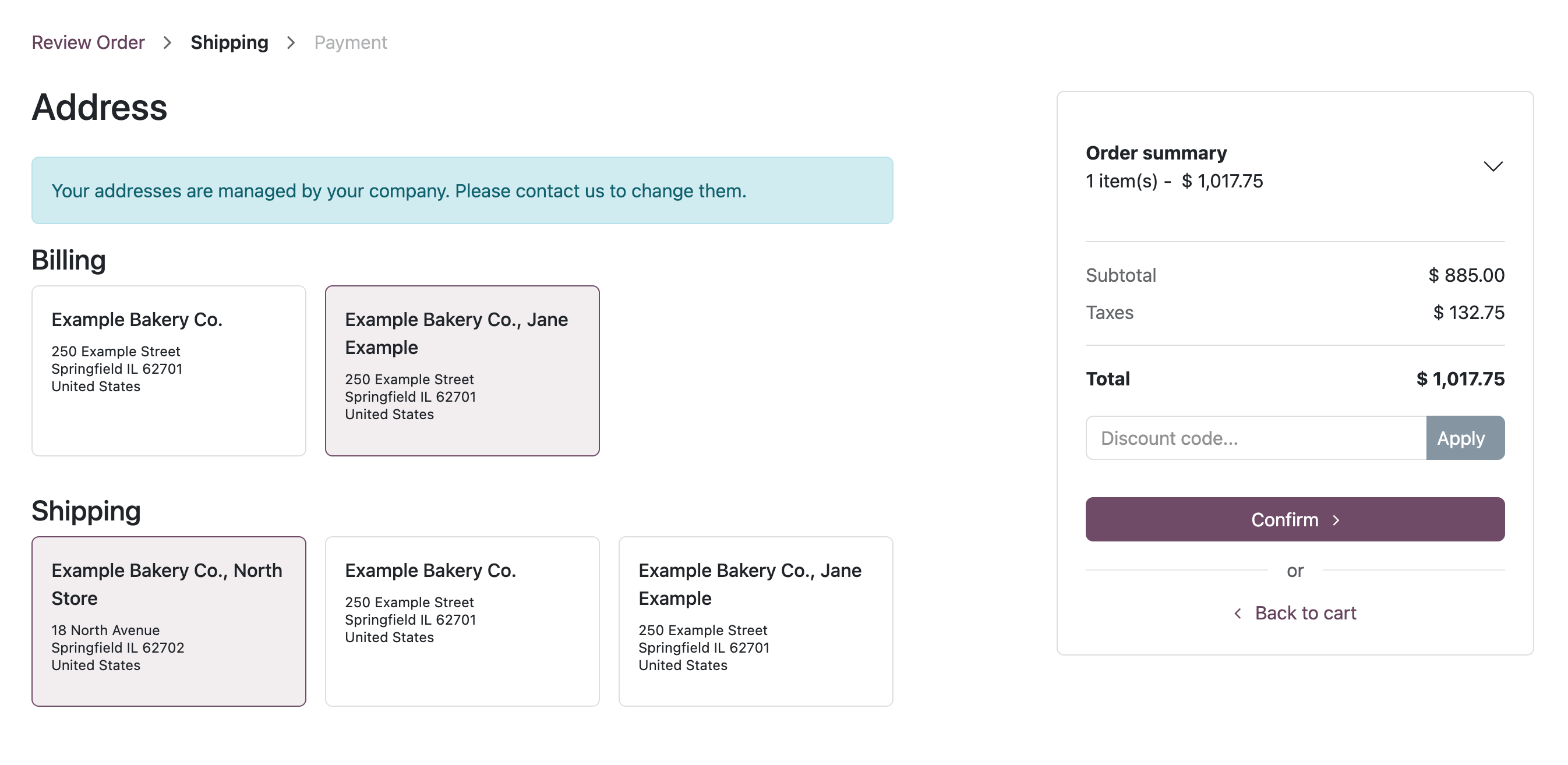 Review Order > Shipping > Payment
Address
Your addresses are managed by your company. Please contact us to change them.
Billing
Example Bakery Co.
250 Example Street
Springfield IL 62701
United States
Example Bakery Co., Jane
Example
250 Example Street
Springfield IL 62701
United States
Shipping
Example Bakery Co., North
Store
18 North Avenue
Springfield IL 62702
United States
Example Bakery Co.
250 Example Street
Springfield IL 62701
United States
Example Bakery Co., Jane
Example
250 Example Street
Springfield IL 62701
United States
Order summary
1 item(s) - $ 1,017.75
Subtotal $ 885.00
Taxes $ 132.75
Total $ 1,017.75
Discount code... Apply
Confirm >
or
< Back to cart